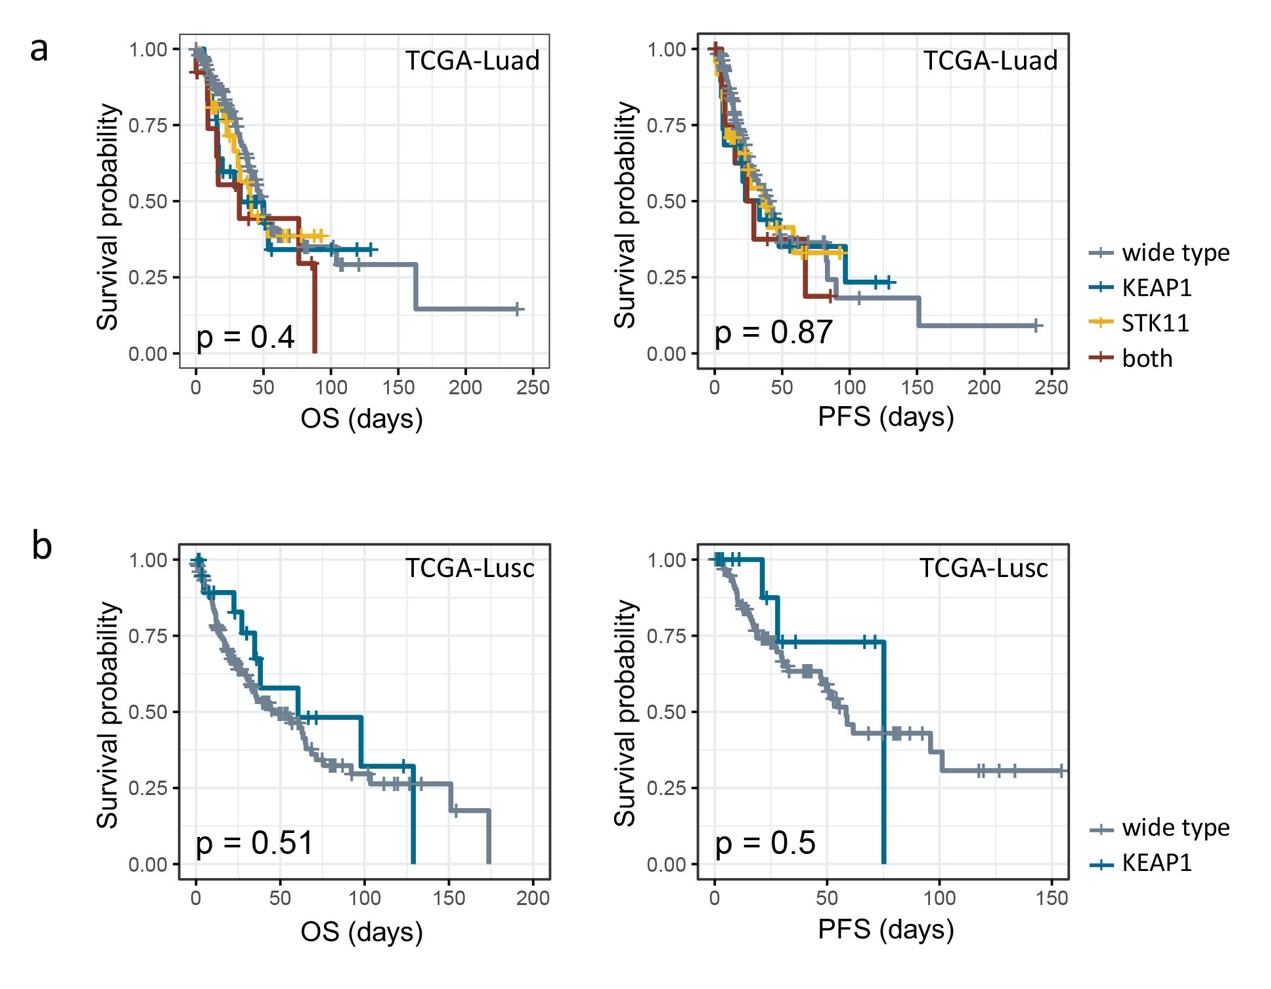 a
TCGA-Luad
1.00
0.75
0.50
0.25
0.00
Survival probability
p = 0.4
0 50 100 150 200 250
OS (days)
TCGA-Luad
1.00
0.75
0.50
0.25
0.00
Survival probability
p = 0.87
0 50 100 150 200 250
PFS (days)
wide type
KEAP1
STK11
both
b
TCGA-Lusc
1.00
0.75
0.50
0.25
0.00
Survival probability
p = 0.51
0 50 100 150 200
OS (days)
TCGA-Lusc
1.00
0.75
0.50
0.25
0.00
Survival probability
p = 0.5
0 50 100 150
PFS (days)
wide type
KEAP1